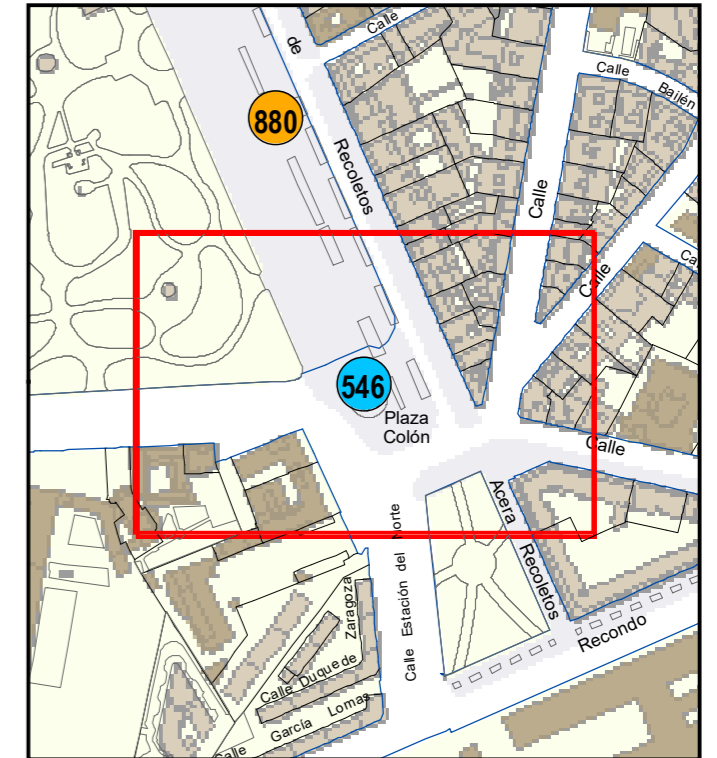 Calle
de
Calle
Bailén
880
Recoletos
Calle
Ca
Calle
546
Plaza
Colón
Calle
Acera
Recoletos
Calle Estación del Norte
Recondo
Zaragoza
Calle Duque de
García Lomas
Calle